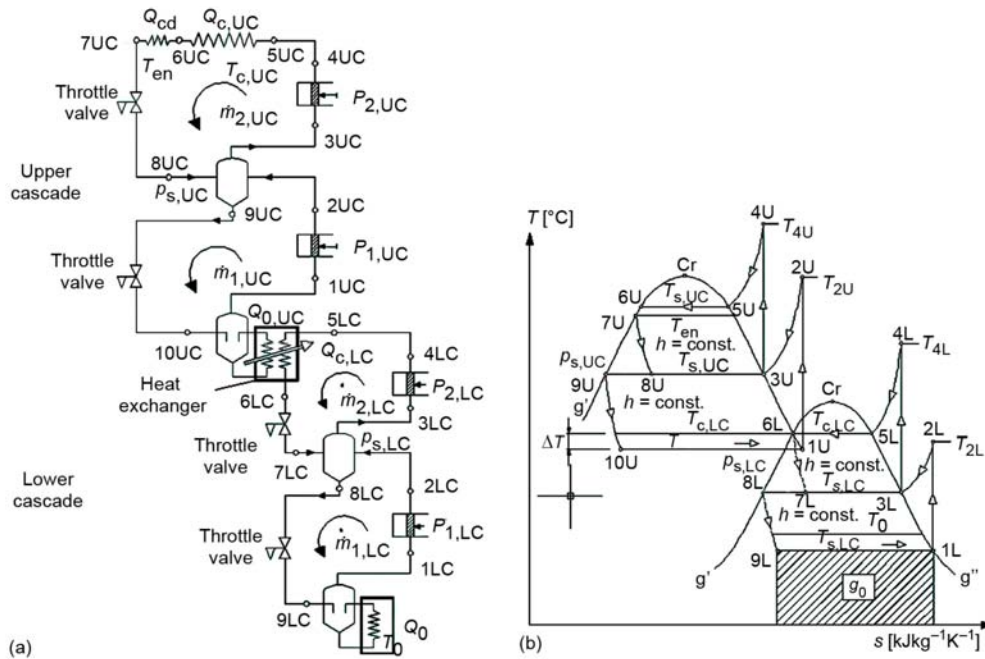 Q_cd
Q_c,UC
7UC
6UC
5UC
4UC
T_en
T_c,UC
Throttle
valve
P_2,UC
ṁ_2,UC
3UC
8UC
Upper
cascade
p_s,UC
9UC
2UC
Throttle
valve
P_1,UC
ṁ_1,UC
1UC
Q_0,UC
5LC
10UC
Q_c,LC
4LC
Heat
exchanger
ṁ_2,LC
P_2,LC
6LC
3LC
Throttle
valve
p_s,LC
7LC
8LC
Lower
cascade
2LC
Throttle
valve
ṁ_1,LC
P_1,LC
1LC
9LC
T_0
Q_0
(a)
T [°C]
4U
T_4U
Cr
2U
T_2U
6U
T_s,UC
5U
7U
T_en
h = const.
4L
T_4L
p_s,UC
T_s,UC
9U
8U
3U
g'
h = const.
Cr
T_c,LC
6L
T_c,LC
2L
ΔT
T
1U
5L
T_2L
10U
p_s,LC
h = const.
8L
T_s,LC
7L
3L
h = const.
T_0
T_s,LC
9L
1L
g'
g''
g_0
(b)
s [kJkg⁻¹K⁻¹]